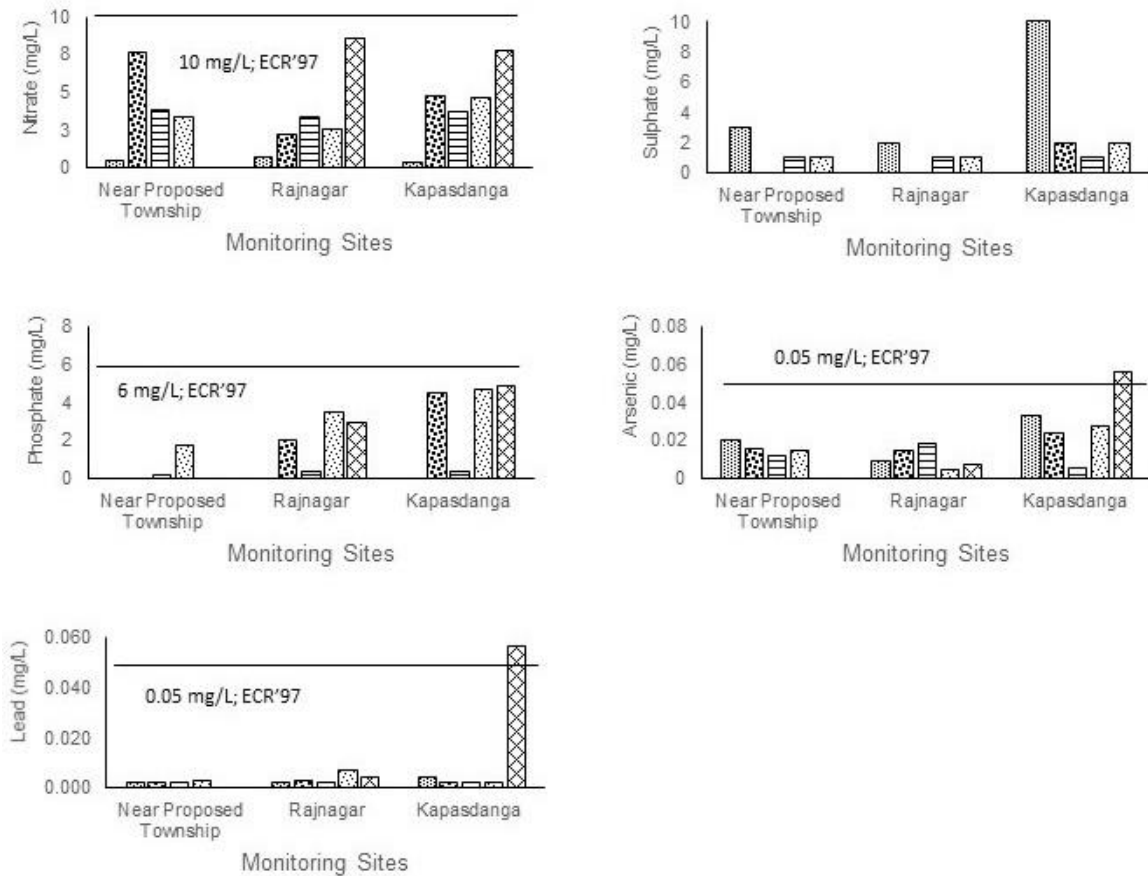 Nitrate (mg/L)
10
8
5
3
0
10 mg/L; ECR'97
Near Proposed
Township
Rajnagar
Kapasdanga
Monitoring Sites
Sulphate (mg/L)
10
8
6
4
2
0
Near Proposed
Township
Rajnagar
Kapasdanga
Monitoring Sites
Phosphate (mg/L)
8
6
4
2
0
6 mg/L; ECR'97
Near Proposed
Township
Rajnagar
Kapasdanga
Monitoring Sites
Arsenic (mg/L)
0.08
0.06
0.04
0.02
0
0.05 mg/L; ECR'97
Near Proposed
Township
Rajnagar
Kapasdanga
Monitoring Sites
Lead (mg/L)
0.060
0.040
0.020
0.000
0.05 mg/L; ECR'97
Near Proposed
Township
Rajnagar
Kapasdanga
Monitoring Sites